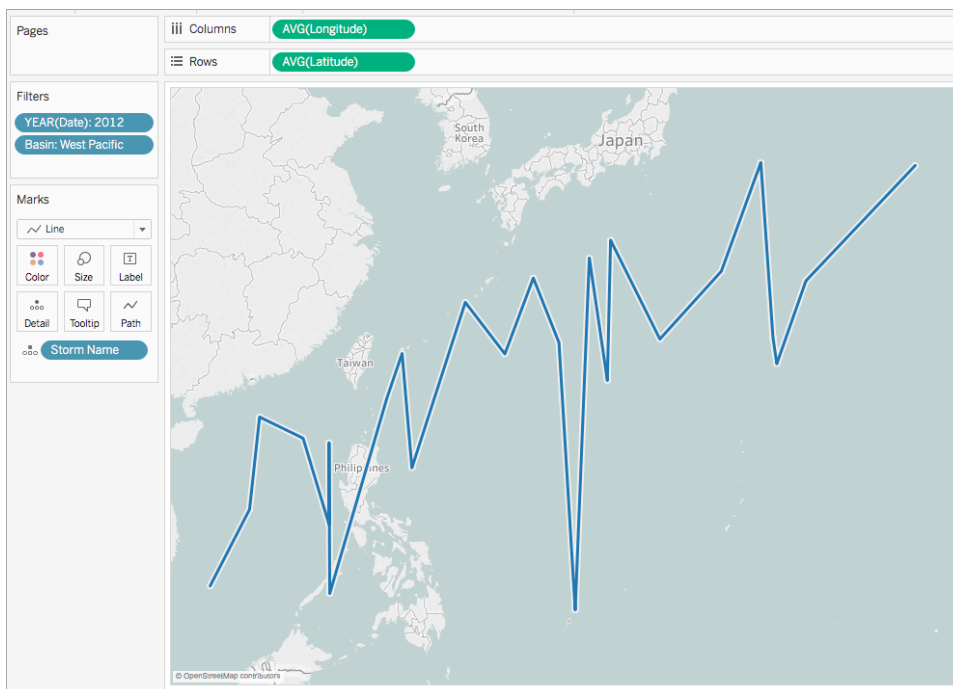 Pages
Columns
AVG(Longitude)
Rows
AVG(Latitude)
Filters
YEAR(Date): 2012
Basin: West Pacific
Marks
Line
Color
Size
Label
Detail
Tooltip
Path
Storm Name
South
Korea
Japan
Taiwan
Philippines
© OpenStreetMap contributors